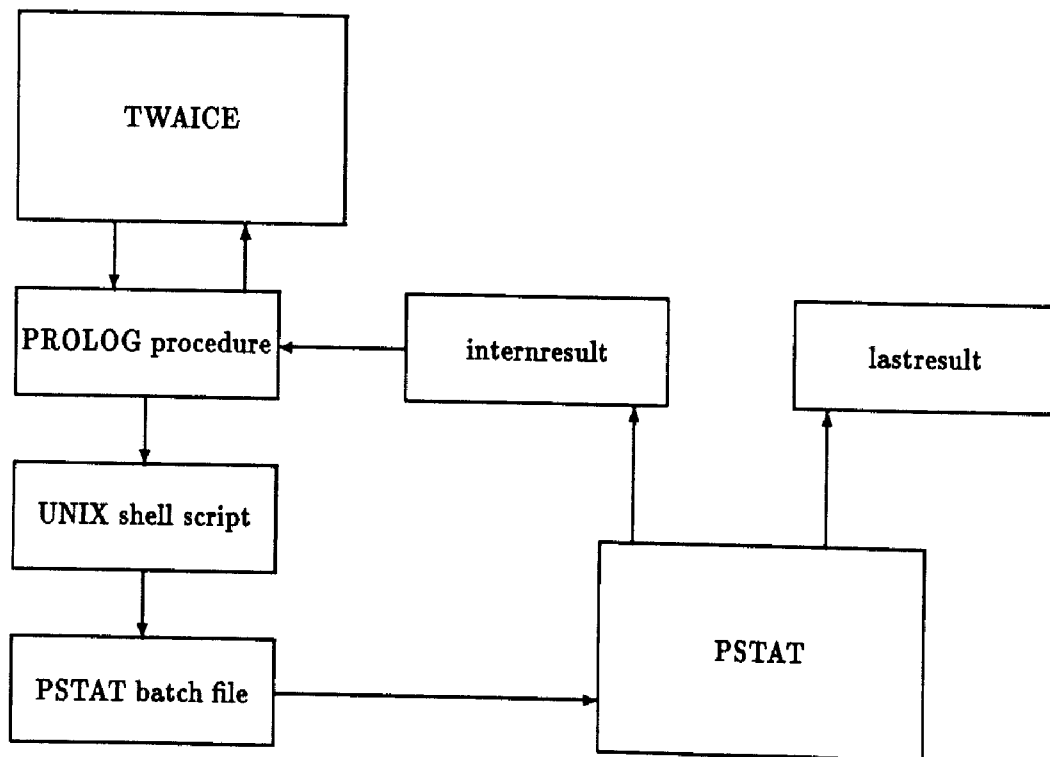 TWAICE
PROLOG procedure
internresult
lastresult
UNIX shell script
PSTAT
PSTAT batch file